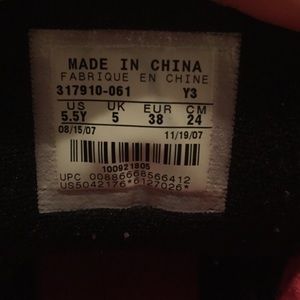 MADE IN CHINA
FABRIQUE EN CHINE
317910-061 Y3
US UK EUR CM
5.5Y 5 38 24
08/15/07 11/19/07
100921805
UPC 00886668566412
US5042176*6127026*